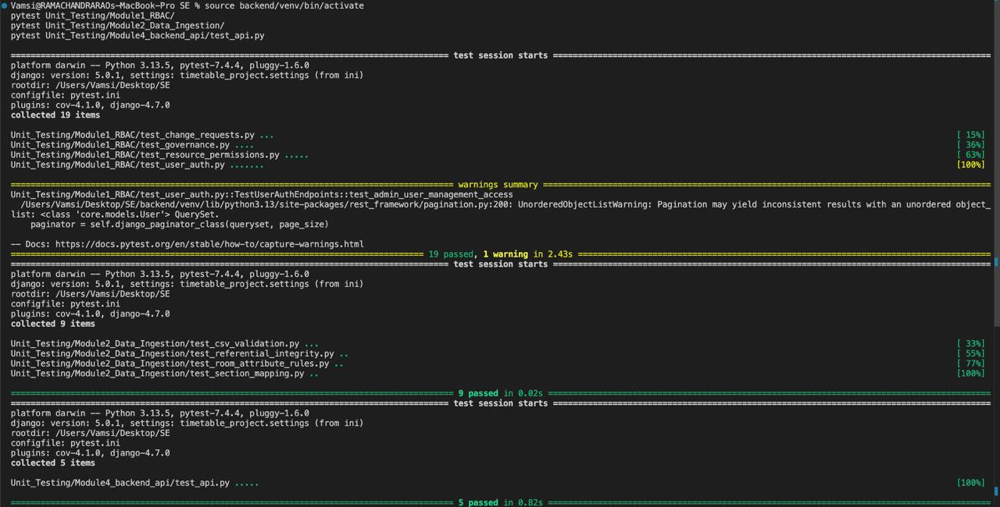 Vamsi@RAMACHANDRARAOs-MacBook-Pro SE % source backend/venv/bin/activate
pytest Unit_Testing/Module1_RBAC/
pytest Unit_Testing/Module2_Data_Ingestion/
pytest Unit_Testing/Module4_backend_api/test_api.py
============================== test session starts ==============================
platform darwin -- Python 3.13.5, pytest-7.4.4, pluggy-1.6.0
django: version: 5.0.1, settings: timetable_project.settings (from ini)
rootdir: /Users/Vamsi/Desktop/SE
configfile: pytest.ini
plugins: cov-4.1.0, django-4.7.0
collected 19 items
Unit_Testing/Module1_RBAC/test_change_requests.py ... [ 15%]
Unit_Testing/Module1_RBAC/test_governance.py .... [ 36%]
Unit_Testing/Module1_RBAC/test_resource_permissions.py ..... [ 63%]
Unit_Testing/Module1_RBAC/test_user_auth.py ....... [100%]
============================== warnings summary ==============================
Unit_Testing/Module1_RBAC/test_user_auth.py::TestUserAuthEndpoints::test_admin_user_management_access
/Users/Vamsi/Desktop/SE/backend/venv/lib/python3.13/site-packages/rest_framework/pagination.py:200: UnorderedObjectListWarning: Pagination may yield inconsistent results with an unordered object_
list: <class 'core.models.User'> QuerySet.
paginator = self.django_paginator_class(queryset, page_size)
-- Docs: https://docs.pytest.org/en/stable/how-to/capture-warnings.html
============================== 19 passed, 1 warning in 2.43s ==============================
============================== test session starts ==============================
platform darwin -- Python 3.13.5, pytest-7.4.4, pluggy-1.6.0
django: version: 5.0.1, settings: timetable_project.settings (from ini)
rootdir: /Users/Vamsi/Desktop/SE
configfile: pytest.ini
plugins: cov-4.1.0, django-4.7.0
collected 9 items
Unit_Testing/Module2_Data_Ingestion/test_csv_validation.py ... [ 33%]
Unit_Testing/Module2_Data_Ingestion/test_referential_integrity.py .. [ 55%]
Unit_Testing/Module2_Data_Ingestion/test_room_attribute_rules.py .. [ 77%]
Unit_Testing/Module2_Data_Ingestion/test_section_mapping.py .. [100%]
============================== 9 passed in 0.02s ==============================
============================== test session starts ==============================
platform darwin -- Python 3.13.5, pytest-7.4.4, pluggy-1.6.0
django: version: 5.0.1, settings: timetable_project.settings (from ini)
rootdir: /Users/Vamsi/Desktop/SE
configfile: pytest.ini
plugins: cov-4.1.0, django-4.7.0
collected 5 items
Unit_Testing/Module4_backend_api/test_api.py ..... [100%]
============================== 5 passed in 0.82s ==============================